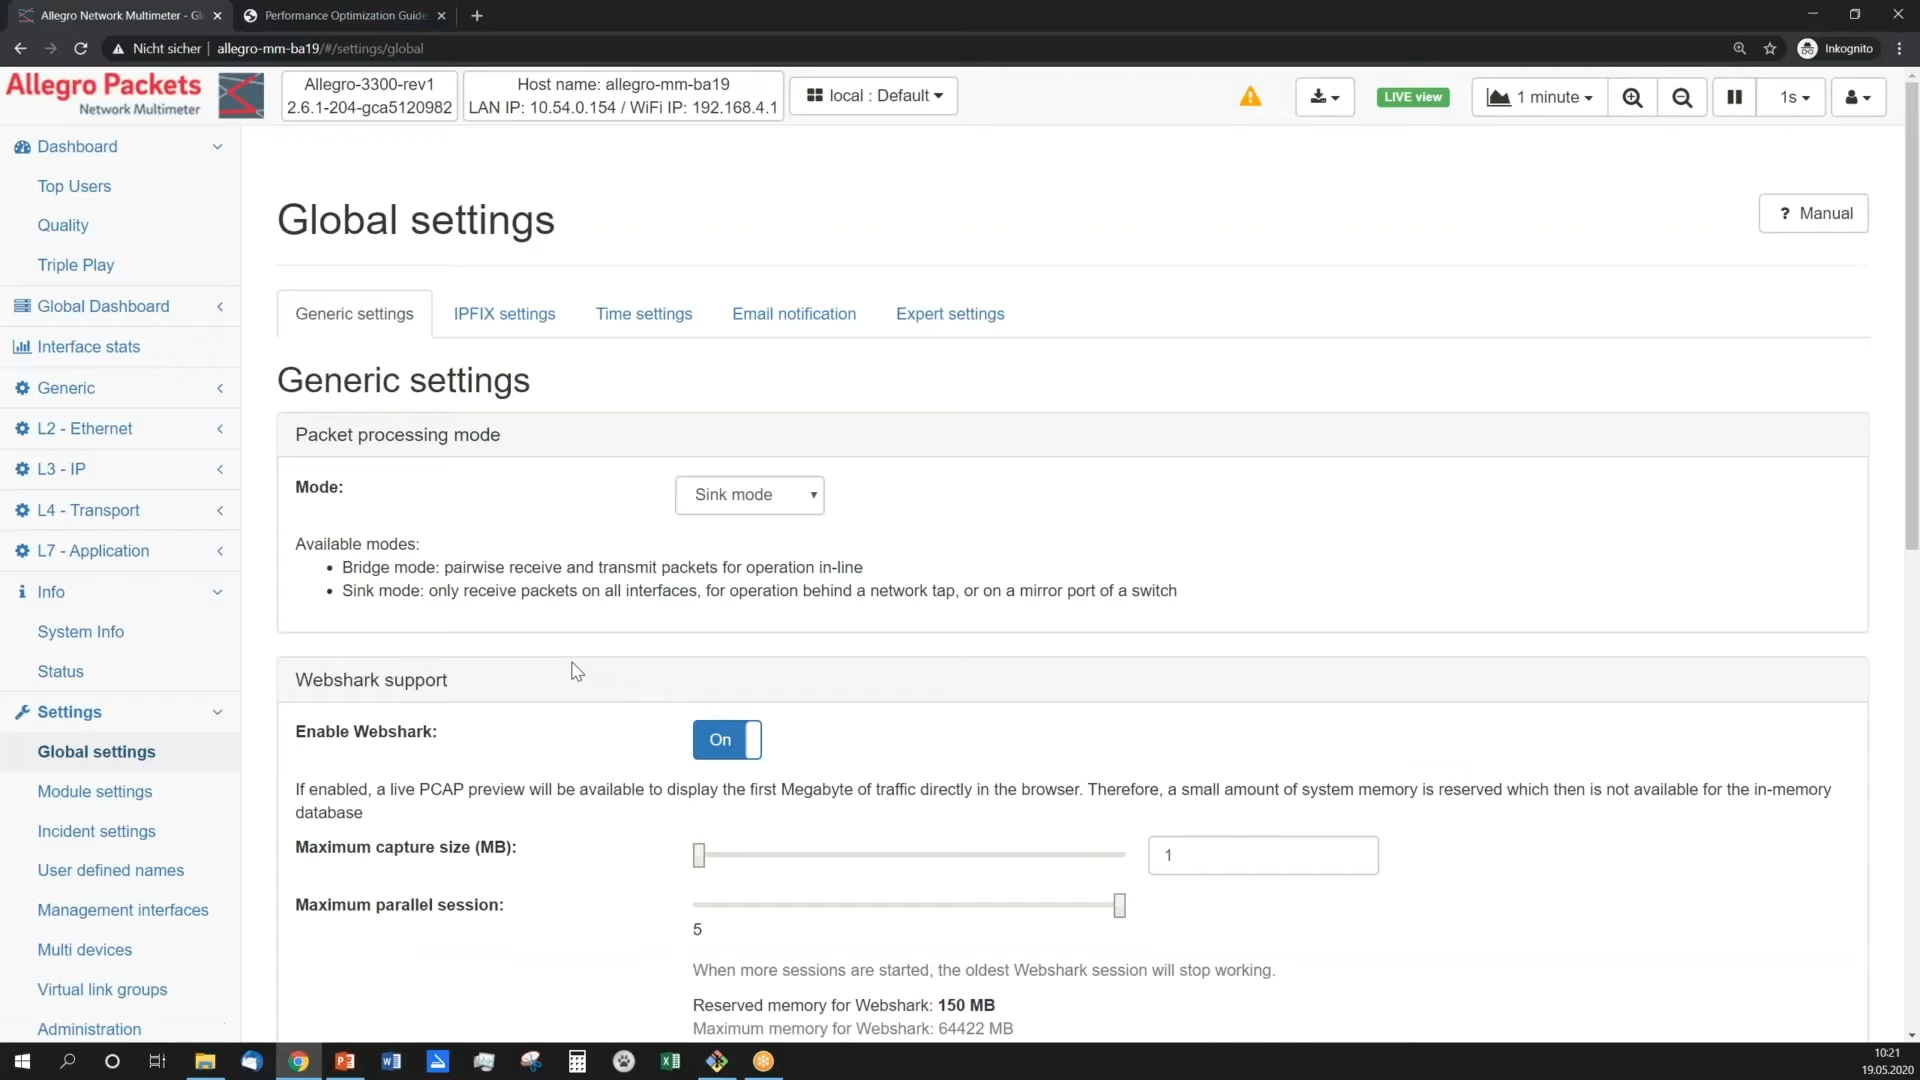 Allegro Network Multimeter - Gl
Performance Optimization Guide
Nicht sicher | allegro-mm-ba19/#/settings/global
Inkognito
Allegro Packets
Network Multimeter
Allegro-3300-rev1
2.6.1-204-gca5120982
Host name: allegro-mm-ba19
LAN IP: 10.54.0.154 / WiFi IP: 192.168.4.1
local : Default
LIVE view
1 minute
1s
Dashboard
Top Users
Quality
Triple Play
Global Dashboard
Interface stats
Generic
L2 - Ethernet
L3 - IP
L4 - Transport
L7 - Application
Info
System Info
Status
Settings
Global settings
Module settings
Incident settings
User defined names
Management interfaces
Multi devices
Virtual link groups
Administration
Global settings
? Manual
Generic settings
IPFIX settings
Time settings
Email notification
Expert settings
Generic settings
Packet processing mode
Mode:
Sink mode
Available modes:
• Bridge mode: pairwise receive and transmit packets for operation in-line
• Sink mode: only receive packets on all interfaces, for operation behind a network tap, or on a mirror port of a switch
Webshark support
Enable Webshark:
On
If enabled, a live PCAP preview will be available to display the first Megabyte of traffic directly in the browser. Therefore, a small amount of system memory is reserved which then is not available for the in-memory
database
Maximum capture size (MB):
1
Maximum parallel session:
5
When more sessions are started, the oldest Webshark session will stop working.
Reserved memory for Webshark: 150 MB
Maximum memory for Webshark: 64422 MB
10:21
19.05.2020